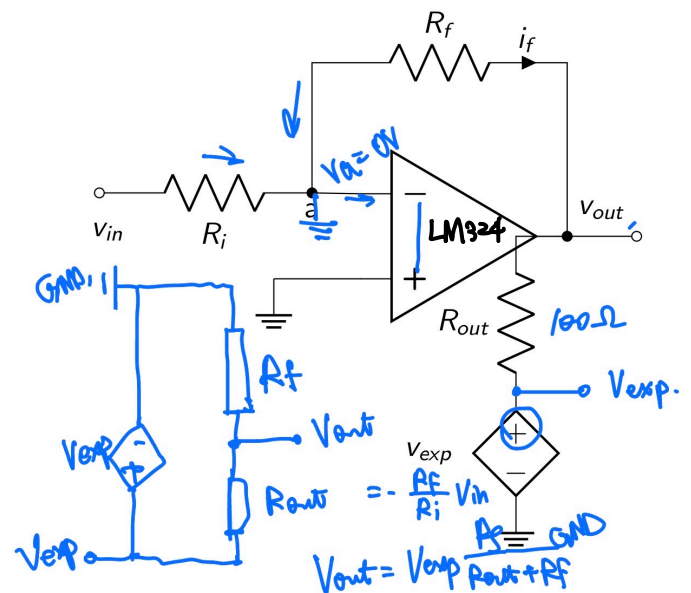 R_f
i_f
va=0V
a
−
LM324
+
v_in
R_i
v_out
GND
R_out
100Ω
Rf
Vexp.
Vout
Vexp
-
+
v_exp
+
−
Rout
= - Rf/Ri Vin
GND
Vexp
Vout = Vexp Rf/Rout+Rf